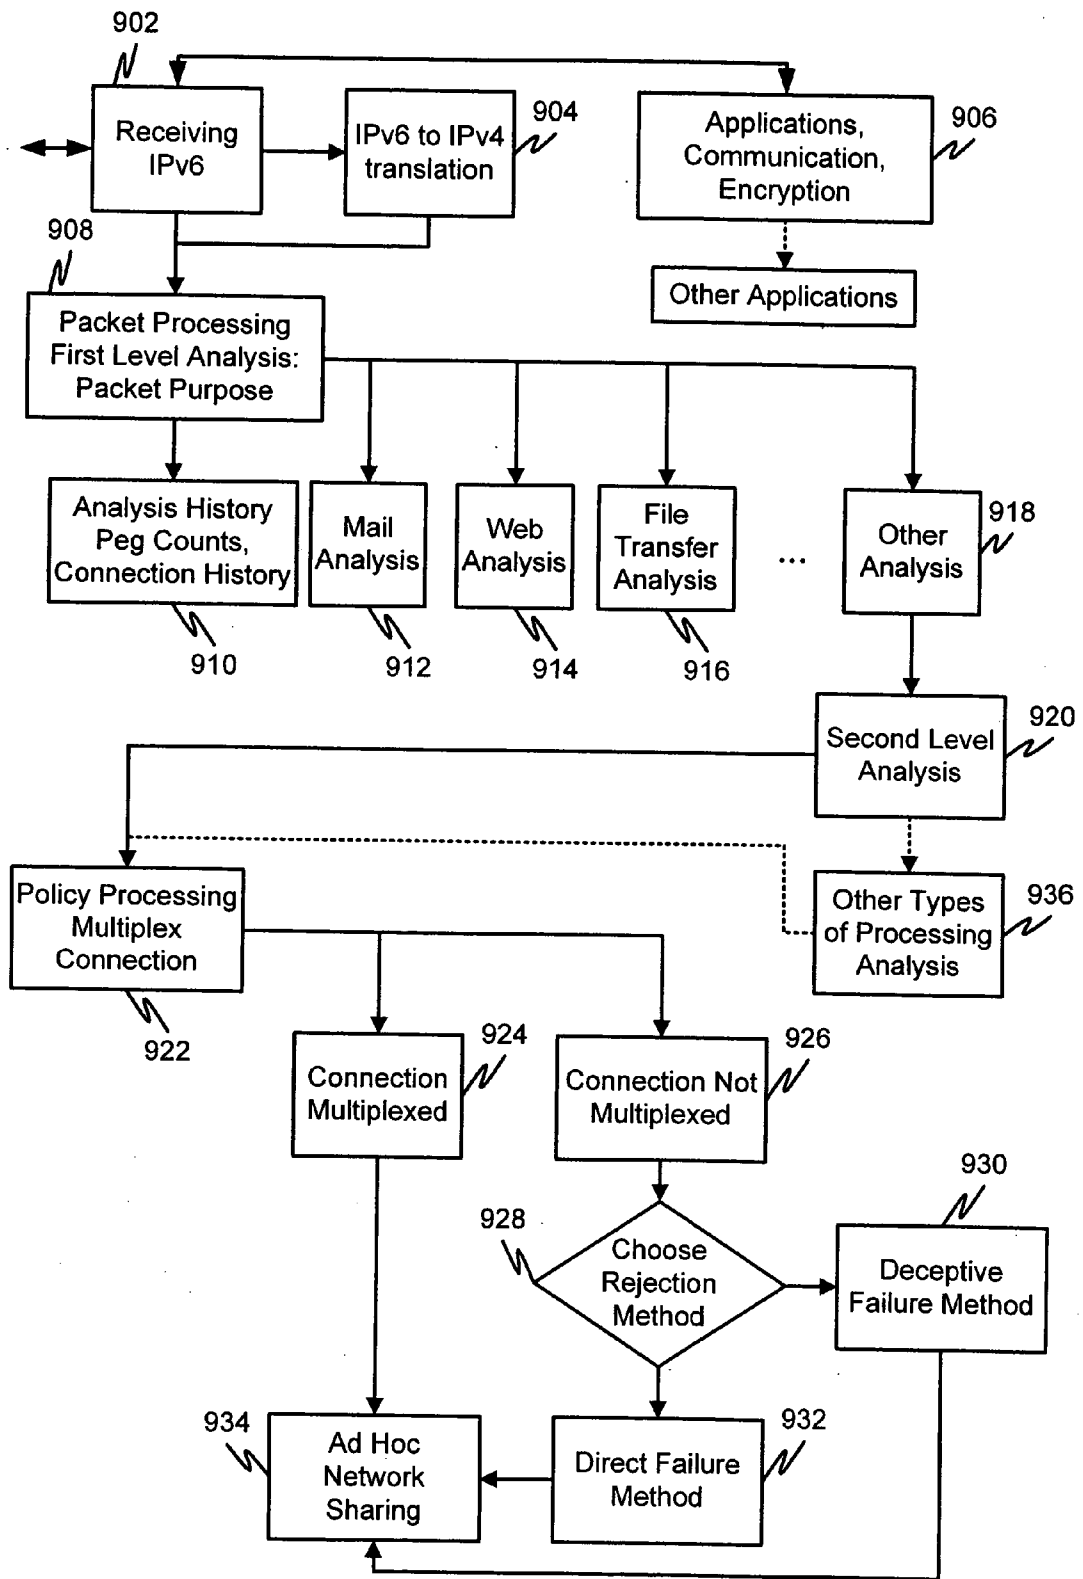 902
Receiving
IPv6
IPv6 to IPv4
translation
904
Applications,
Communication,
Encryption
906
Other Applications
908
Packet Processing
First Level Analysis:
Packet Purpose
Analysis History
Peg Counts,
Connection History
910
Mail
Analysis
912
Web
Analysis
914
File
Transfer
Analysis
916
...
Other
Analysis
918
Second Level
Analysis
920
Policy Processing
Multiplex
Connection
922
Other Types
of Processing
Analysis
936
Connection
Multiplexed
924
Connection Not
Multiplexed
926
928
Choose
Rejection
Method
930
Deceptive
Failure Method
934
Ad Hoc
Network
Sharing
Direct Failure
Method
932